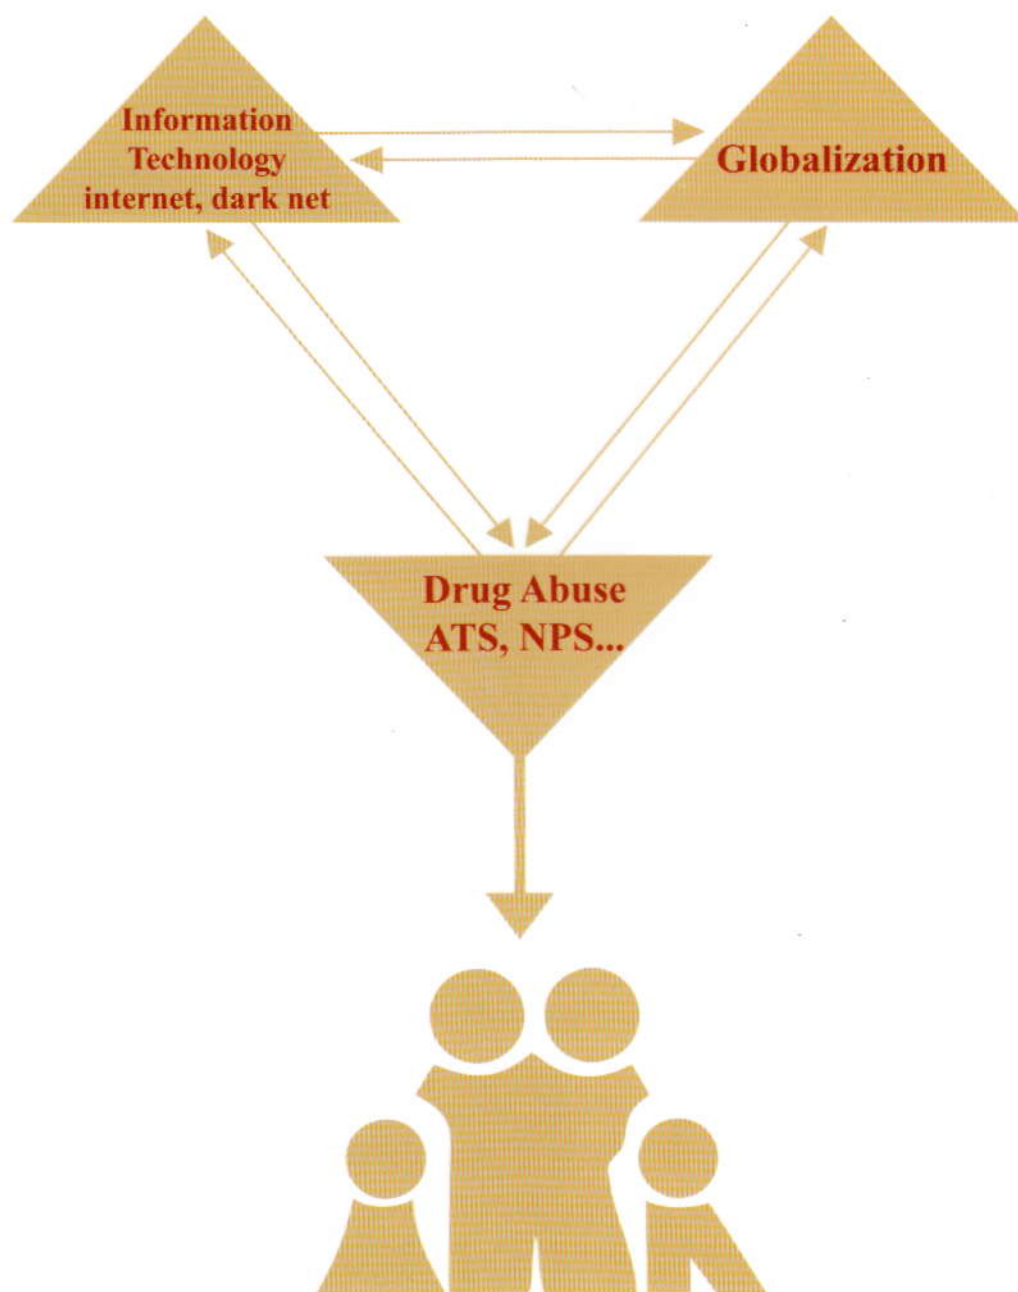 Information
Technology
internet, dark net
Globalization
Drug Abuse
ATS, NPS...